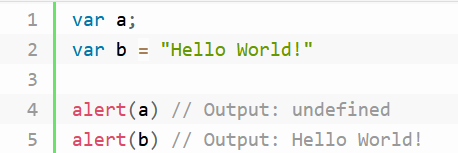 1 var a;
2 var b = "Hello World!"
3
4 alert(a) // Output: undefined
5 alert(b) // Output: Hello World!